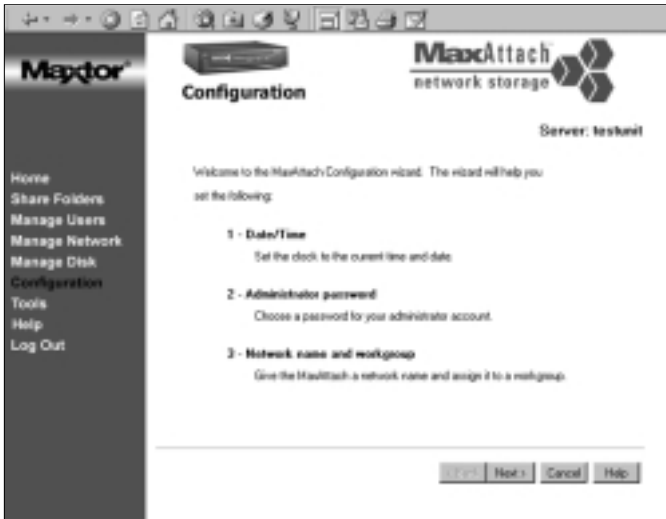 Maxtor
MaxAttach
network storage
Configuration
Server: testunit
Home
Share Folders
Manage Users
Manage Network
Manage Disk
Configuration
Tools
Help
Log Out
Welcome to the MaxAttach Configuration wizard. The wizard will help you
set the following:
1 - Date/Time
Set the clock to the current time and date.
2 - Administrator password
Choose a password for your administrator account.
3 - Network name and workgroup
Give the MaxAttach a network name and assign it to a workgroup.
< Back
Next >
Cancel
Help